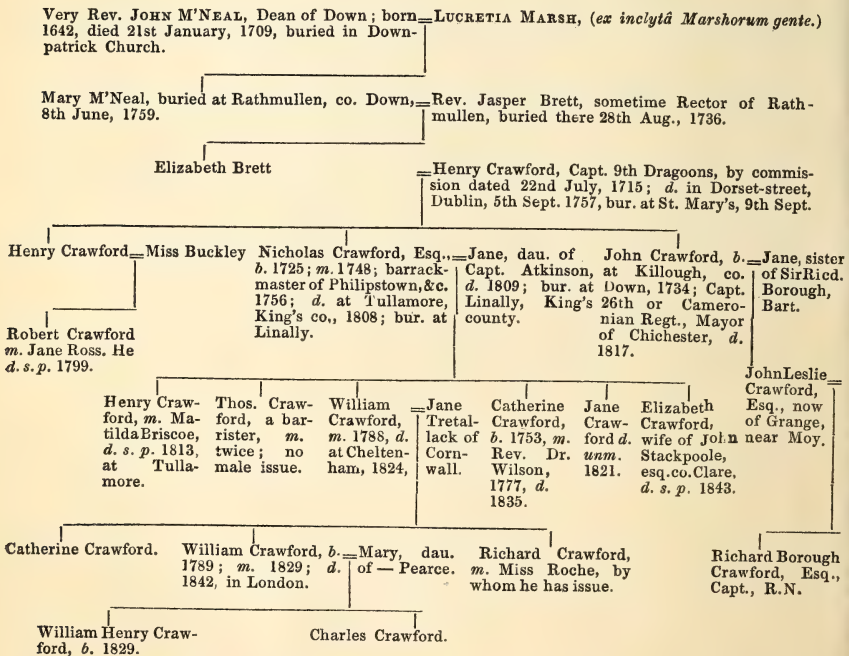 Very Rev. JOHN M'NEAL, Dean of Down; born
1642, died 21st January, 1709, buried in Down-
patrick Church.
=LUCRETIA MARSH, (ex inclytâ Marshorum gente.)
Mary M'Neal, buried at Rathmullen, co. Down,
8th June, 1759.
=Rev. Jasper Brett, sometime Rector of Rath-
mullen, buried there 28th Aug., 1736.
Elizabeth Brett
=Henry Crawford, Capt. 9th Dragoons, by commis-
sion dated 22nd July, 1715; d. in Dorset-street,
Dublin, 5th Sept. 1757, bur. at St. Mary's, 9th Sept.
Henry Crawford=Miss Buckley
Nicholas Crawford, Esq.,
b. 1725; m. 1748; barrack-
master of Philipstown, &c.
1756; d. at Tullamore,
King's co., 1808; bur. at
Linally.
=Jane, dau. of
Capt. Atkinson,
d. 1809; bur. at
Linally, King's
county.
John Crawford, b.
at Killough, co.
Down, 1734; Capt.
26th or Camero-
nian Regt., Mayor
of Chichester, d.
1817.
=Jane, sister
of Sir Ricd.
Borough,
Bart.
Robert Crawford
m. Jane Ross. He
d. s. p. 1799.
Henry Craw-
ford, m. Ma-
tilda Briscoe,
d. s. p. 1813,
at Tulla-
more.
Thos. Craw-
ford, a bar-
rister, m.
twice; no
male issue.
William
Crawford,
m. 1788, d.
at Chelten-
ham, 1824,
=Jane
Tretal-
lack of
Corn-
wall.
Catherine
Crawford,
b. 1753, m.
Rev. Dr.
Wilson,
1777, d.
1835.
Jane
Craw-
ford d.
unm.
1821.
Elizabeth
Crawford,
wife of John
Stackpoole,
esq. co. Clare,
d. s. p. 1843.
John Leslie=
Crawford,
Esq., now
of Grange,
near Moy.
Catherine Crawford.
William Crawford, b.
1789; m. 1829; d.
1842, in London.
=Mary, dau.
of — Pearce.
Richard Crawford,
m. Miss Roche, by
whom he has issue.
Richard Borough
Crawford, Esq.,
Capt., R.N.
William Henry Craw-
ford, b. 1829.
Charles Crawford.